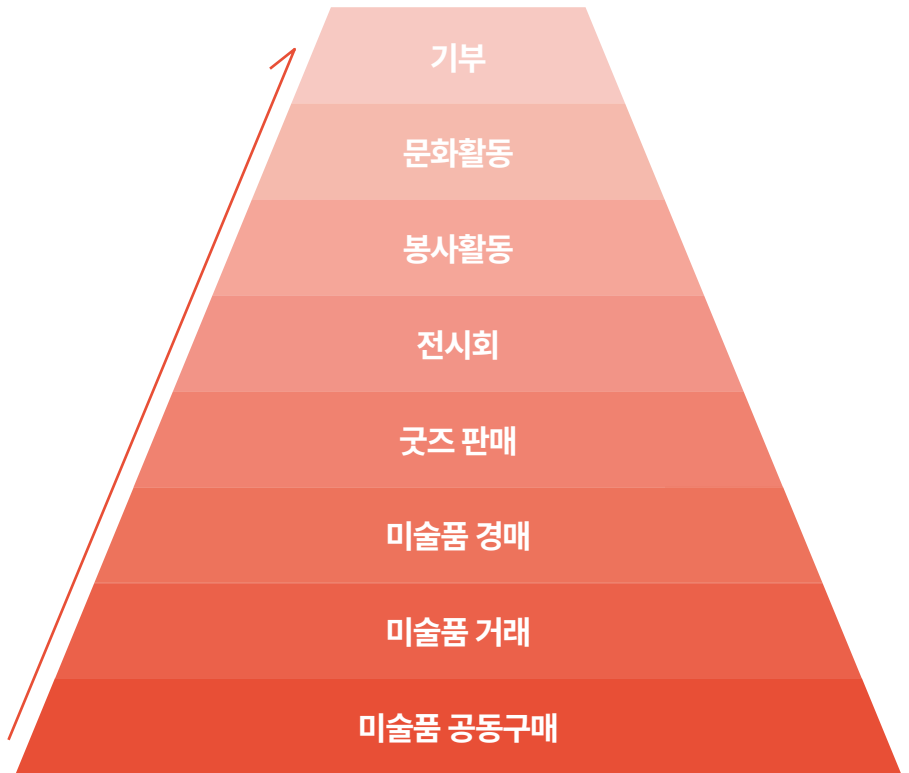 기부
문화활동
봉사활동
전시회
굿즈 판매
미술품 경매
미술품 거래
미술품 공동구매